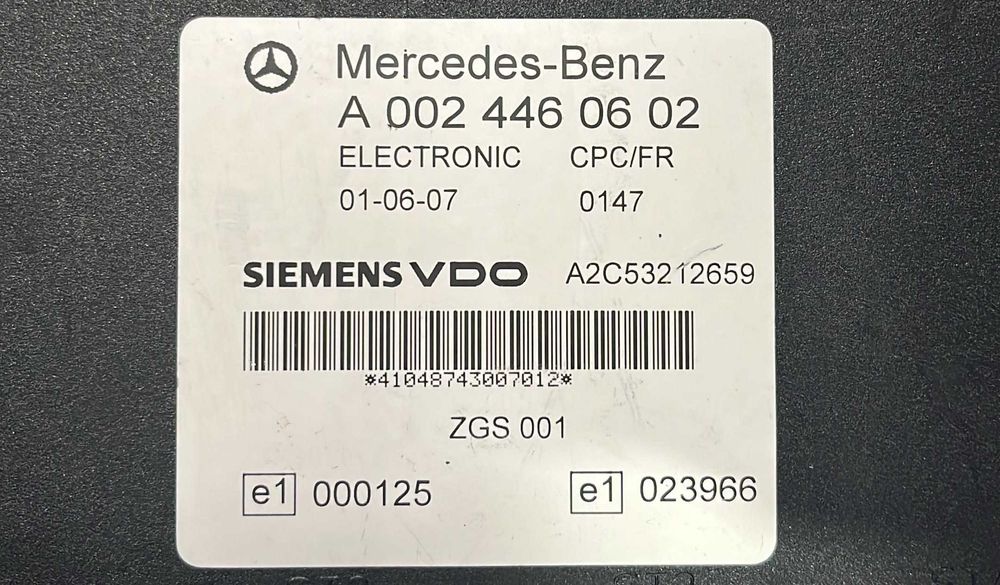 Mercedes-Benz
A 002 446 06 02
ELECTRONIC CPC/FR
01-06-07 0147
SIEMENS VDO A2C53212659
*41048743007012*
ZGS 001
e1 000125 e1 023966